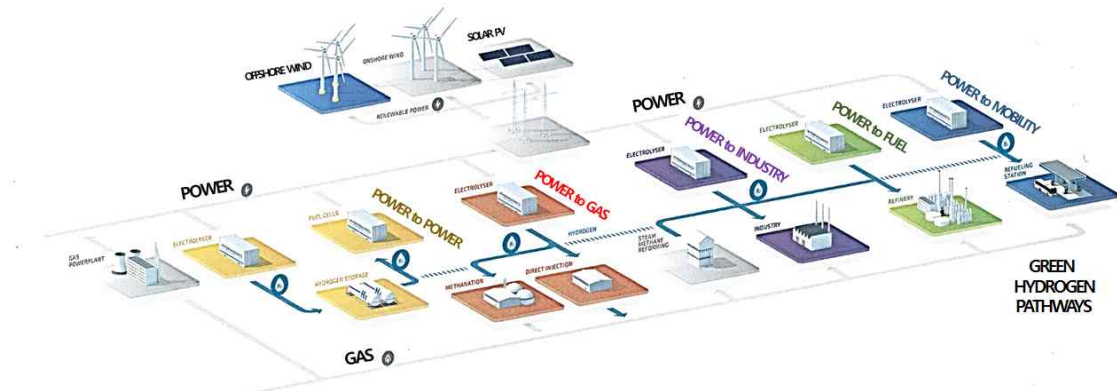 SOLAR PV
ONSHORE WIND
OFFSHORE WIND
RENEWABLE POWER
POWER
ELECTROLYSER
POWER to MOBILITY
ELECTROLYSER
POWER to FUEL
ELECTROLYSER
POWER to INDUSTRY
REFUELING
STATION
REFINERY
POWER
ELECTROLYSER
POWER to GAS
FUEL CELLS
POWER to POWER
ELECTROLYSER
HYDROGEN
STEAM
METHANE
REFORMING
INDUSTRY
GAS
POWERPLANT
HYDROGEN STORAGE
H₂
METHANATION
DIRECT INJECTION
GREEN
HYDROGEN
PATHWAYS
GAS